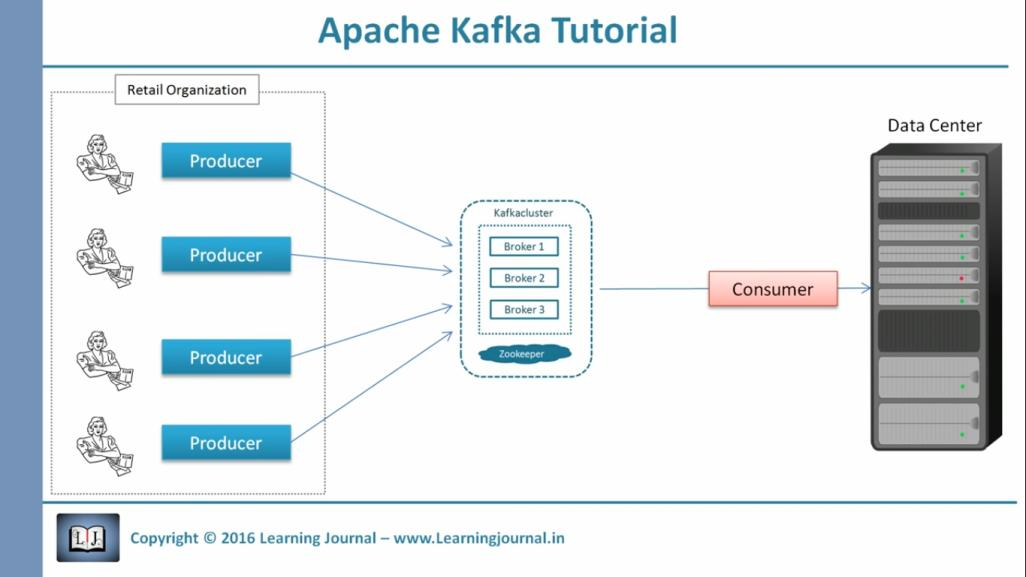 Apache Kafka Tutorial
Retail Organization
Producer
Producer
Producer
Producer
Kafkacluster
Broker 1
Broker 2
Broker 3
Zookeeper
Consumer
Data Center
L J
Copyright © 2016 Learning Journal – www.Learningjournal.in